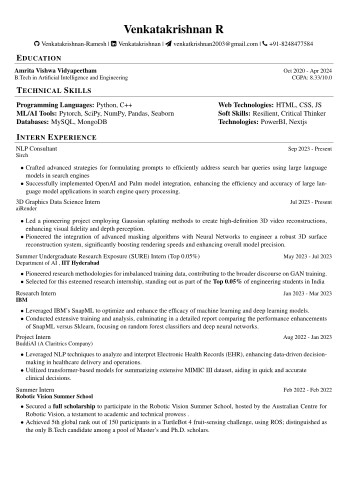 Venkatakrishnan R
Venkatakrishnan-Ramesh | Venkatakrishnan | venkatkrishnan2003@gmail.com | +91-8248477584
EDUCATION
Amrita Vishwa Vidyapeetham Oct 2020 - Apr 2024
B.Tech in Artificial Intelligence and Engineering CGPA: 8.33/10.0
TECHNICAL SKILLS
Programming Languages: Python, C++ Web Technologies: HTML, CSS, JS
ML/AI Tools: Pytorch, SciPy, NumPy, Pandas, Seaborn Soft Skills: Resilient, Critical Thinker
Databases: MySQL, MongoDB Technologies: PowerBI, Nextjs
INTERN EXPERIENCE
NLP Consultant Sep 2023 - Present
Sirch
• Crafted advanced strategies for formulating prompts to efficiently address search bar queries using large language
models in search engines
• Successfully implemented OpenAI and Palm model integration, enhancing the efficiency and accuracy of large lan-
guage model applications in search engine query processing.
3D Graphics Data Science Intern Jul 2023 - Present
aiRender
• Led a pioneering project employing Gaussian splatting methods to create high-definition 3D video reconstructions,
enhancing visual fidelity and depth perception.
• Pioneered the integration of advanced masking algorithms with Neural Networks to engineer a robust 3D surface
reconstruction system, significantly boosting rendering speeds and enhancing overall model precision.
Summer Undergraduate Research Exposure (SURE) Intern (Top 0.05%) May 2023 - Jul 2023
Department of AI , IIT Hyderabad
• Pioneered research methodologies for imbalanced training data, contributing to the broader discourse on GAN training.
• Selected for this esteemed research internship, standing out as part of the Top 0.05% of engineering students in India
Research Intern Jan 2023 - Mar 2023
IBM
• Leveraged IBM's SnapML to optimize and enhance the efficacy of machine learning and deep learning models.
• Conducted extensive training and analysis, culminating in a detailed report comparing the performance enhancements
of SnapML versus Sklearn, focusing on random forest classifiers and deep neural networks.
Project Intern Aug 2022 - Jan 2023
BuddiAI (A Claritrics Company)
• Leveraged NLP techniques to analyze and interpret Electronic Health Records (EHR), enhancing data-driven decision-
making in healthcare delivery and operations.
• Utilized transformer-based models for summarizing extensive MIMIC III dataset, aiding in quick and accurate
clinical decisions.
Summer Intern Feb 2022 - Feb 2022
Robotic Vision Summer School
• Secured a full scholarship to participate in the Robotic Vision Summer School, hosted by the Australian Centre for
Robotic Vision, a testament to academic and technical prowess .
• Achieved 5th global rank out of 150 participants in a TurtleBot 4 fruit-sensing challenge, using ROS; distinguished as
the only B.Tech candidate among a pool of Master's and Ph.D. scholars.